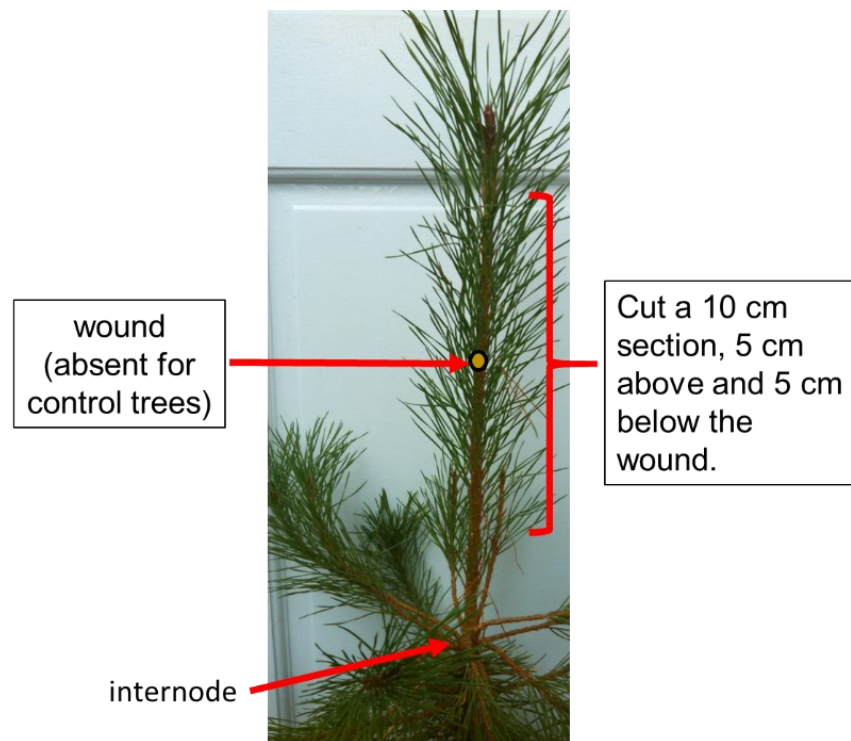 wound
(absent for
control trees)
Cut a 10 cm
section, 5 cm
above and 5 cm
below the
wound.
internode